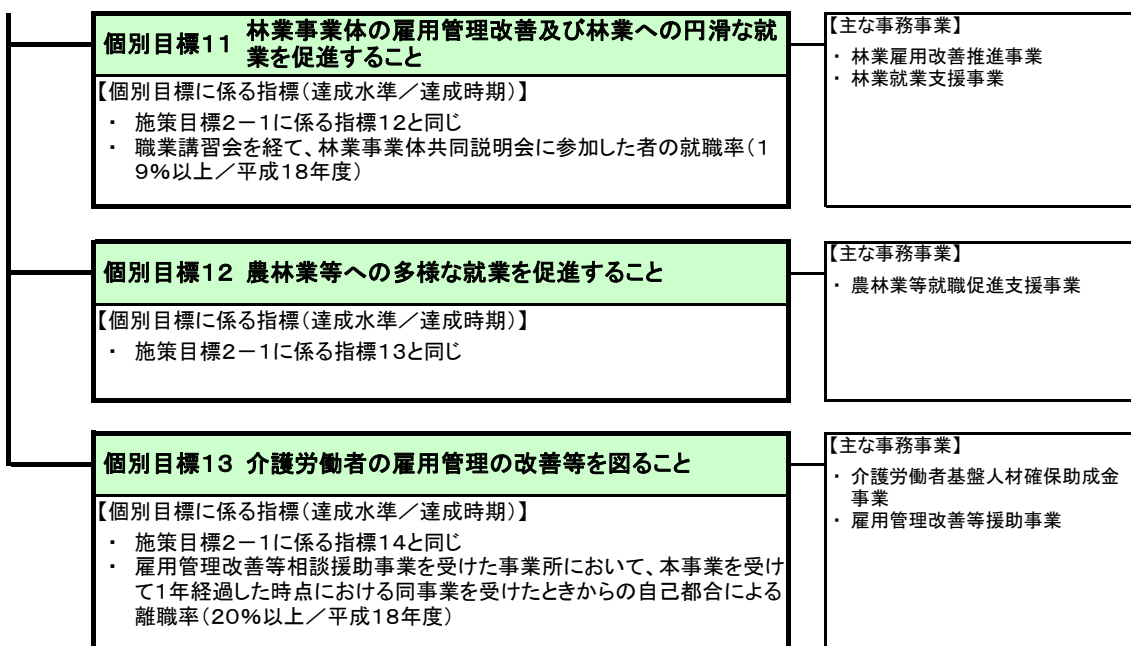 個別目標11 林業事業体の雇用管理改善及び林業への円滑な就
業を促進すること
【個別目標に係る指標(達成水準/達成時期)】
・ 施策目標2-1に係る指標12と同じ
・ 職業講習会を経て、林業事業体共同説明会に参加した者の就職率(1
9%以上/平成18年度)
【主な事務事業】
・ 林業雇用改善推進事業
・ 林業就業支援事業
個別目標12 農林業等への多様な就業を促進すること
【個別目標に係る指標(達成水準/達成時期)】
・ 施策目標2-1に係る指標13と同じ
【主な事務事業】
・ 農林業等就職促進支援事業
個別目標13 介護労働者の雇用管理の改善等を図ること
【個別目標に係る指標(達成水準/達成時期)】
・ 施策目標2-1に係る指標14と同じ
・ 雇用管理改善等相談援助事業を受けた事業所において、本事業を受け
て1年経過した時点における同事業を受けたときからの自己都合による
離職率(20%以上/平成18年度)
【主な事務事業】
・ 介護労働者基盤人材確保助成金
事業
・ 雇用管理改善等援助事業